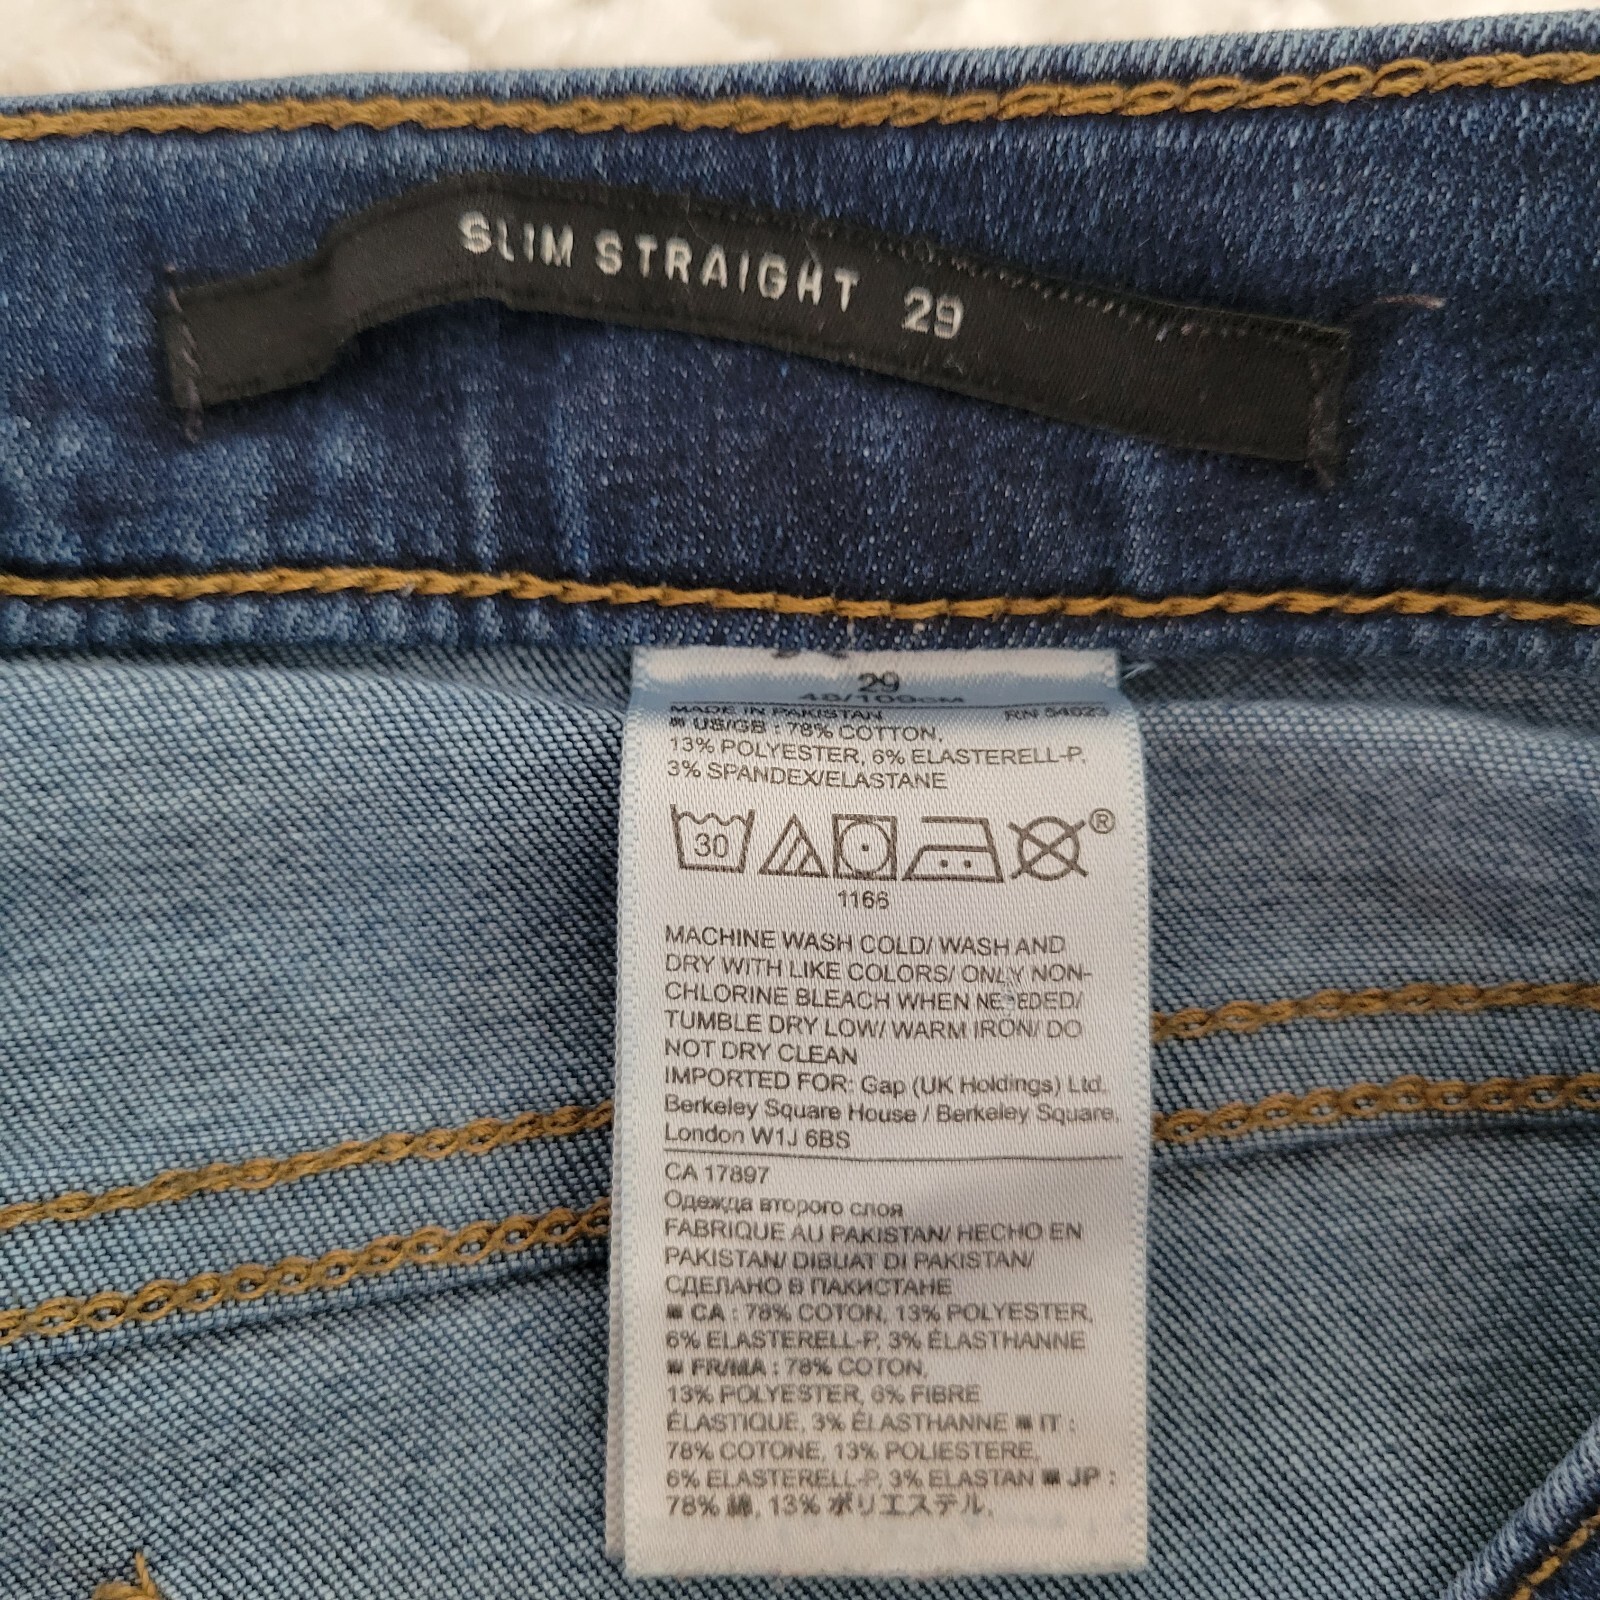 SLIM STRAIGHT 29
29
48/109CM
MADE IN PAKISTAN RN 54023
US/GB : 78% COTTON,
13% POLYESTER, 6% ELASTERELL-P,
3% SPANDEX/ELASTANE
30 ®
1166
MACHINE WASH COLD/ WASH AND
DRY WITH LIKE COLORS/ ONLY NON-
CHLORINE BLEACH WHEN NEEDED/
TUMBLE DRY LOW/ WARM IRON/ DO
NOT DRY CLEAN
IMPORTED FOR: Gap (UK Holdings) Ltd.
Berkeley Square House / Berkeley Square,
London W1J 6BS
CA 17897
Одежда второго слоя
FABRIQUE AU PAKISTAN/ HECHO EN
PAKISTAN/ DIBUAT DI PAKISTAN/
СДЕЛАНО В ПАКИСТАНЕ
■ CA : 78% COTON, 13% POLYESTER,
6% ELASTERELL-P, 3% ÉLASTHANNE
■ FR/MA : 78% COTON,
13% POLYESTER, 6% FIBRE
ÉLASTIQUE, 3% ÉLASTHANNE ■ IT :
78% COTONE, 13% POLIESTERE,
6% ELASTERELL-P, 3% ELASTAN ■ JP :
78% 綿, 13% ポリエステル,